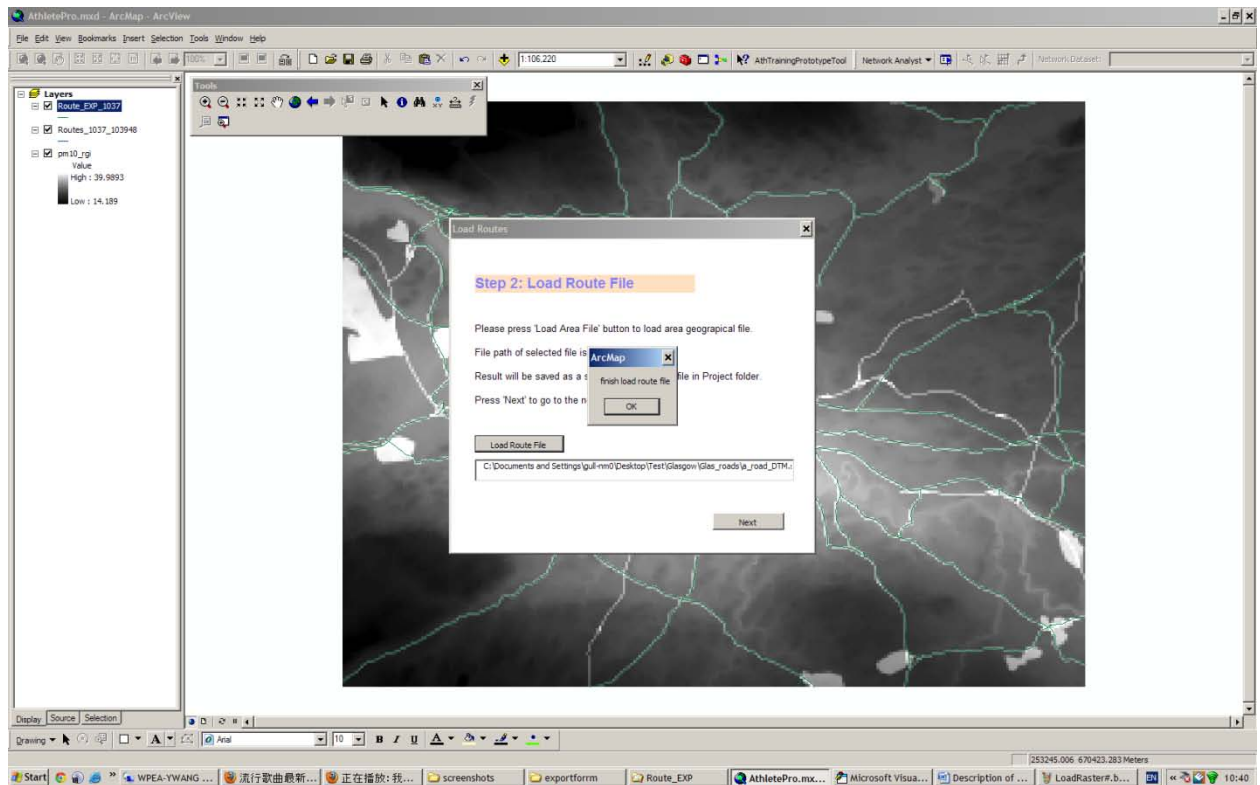 AthletePro.mxd - ArcMap - ArcView
File Edit View Bookmarks Insert Selection Tools Window Help
100%
1:106,220
AthTrainingPrototypeTool
Network Analyst
Network Dataset:
Layers
Route_EXP_1037
Routes_1037_103948
pm10_rgi
Value
High : 39.9893
Low : 14.189
Tools
Load Routes
Step 2: Load Route File
Please press 'Load Area File' button to load area geograpical file.
File path of selected file is
Result will be saved as a s file in Project folder.
Press 'Next' to go to the n
ArcMap
finish load route file
OK
Load Route File
C:\Documents and Settings\gull-nm0\Desktop\Test\Glasgow\Glas_roads\a_road_DTM.
Next
Display Source Selection
Drawing A Arial 10 B I U A
253245.006 670423.283 Meters
Start WPEA-YWANG ... 流行歌曲最新... 正在播放: 我... screenshots exportforrm Route_EXP AthletePro.mx... Microsoft Visua... Description of ... LoadRaster#.b... EN 10:40